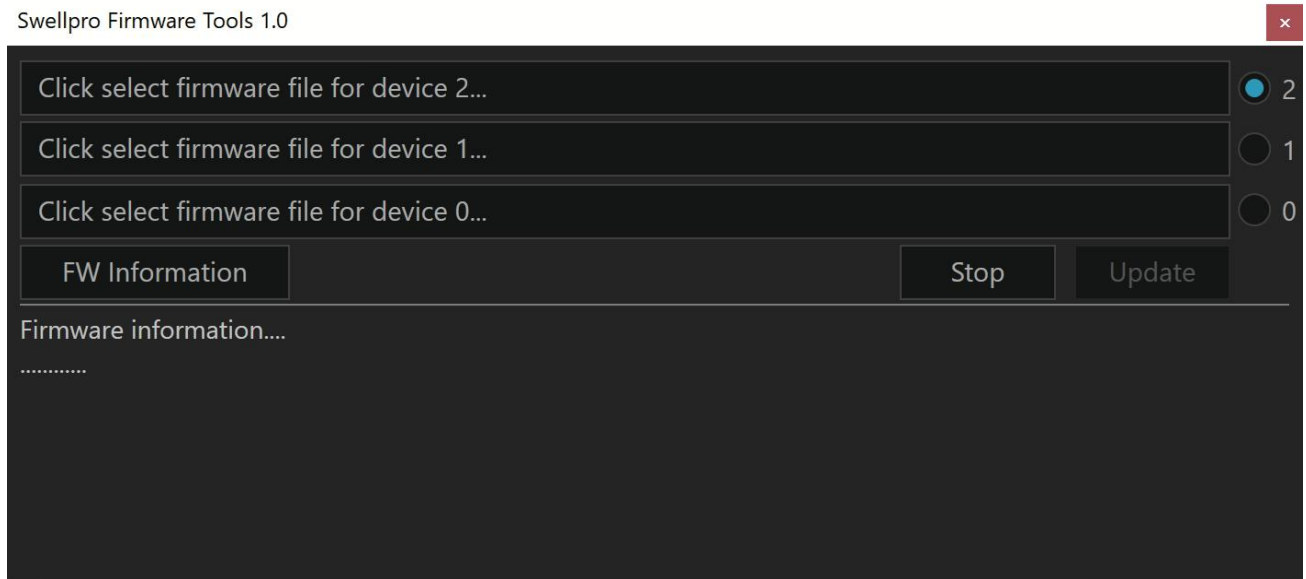 Swellpro Firmware Tools 1.0 ×
Click select firmware file for device 2... 2
Click select firmware file for device 1... 1
Click select firmware file for device 0... 0
FW Information Stop Update
Firmware information....
............